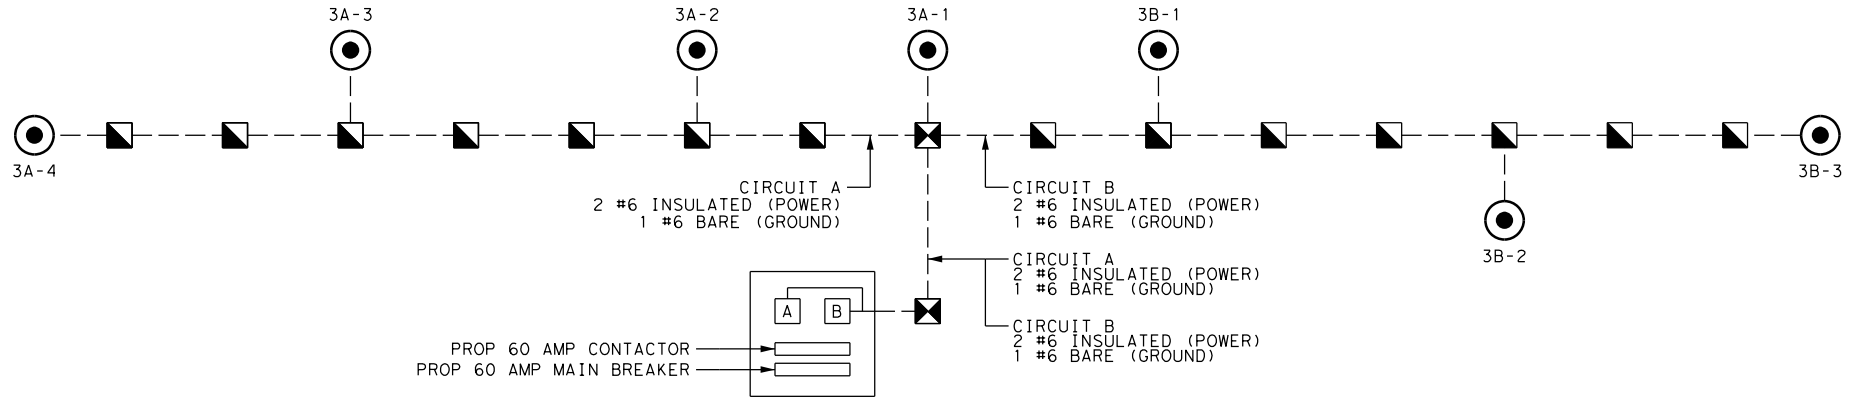 3A-3
3A-2
3A-1
3B-1
3A-4
3B-3
CIRCUIT A
2 #6 INSULATED (POWER)
1 #6 BARE (GROUND)
CIRCUIT B
2 #6 INSULATED (POWER)
1 #6 BARE (GROUND)
3B-2
CIRCUIT A
2 #6 INSULATED (POWER)
1 #6 BARE (GROUND)
A
B
CIRCUIT B
2 #6 INSULATED (POWER)
1 #6 BARE (GROUND)
PROP 60 AMP CONTACTOR
PROP 60 AMP MAIN BREAKER